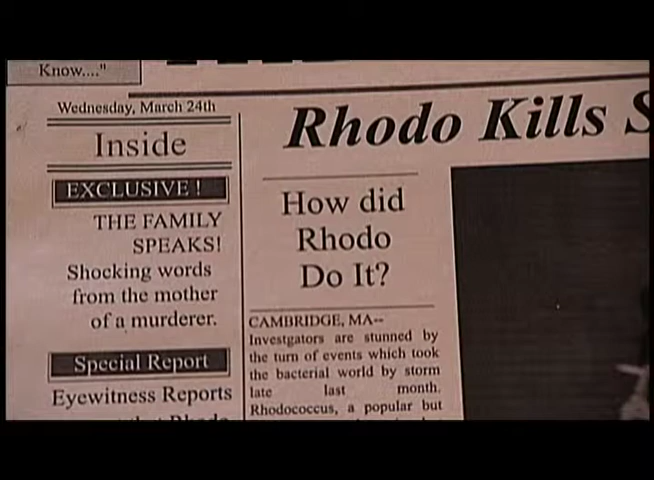 Know...."
Wednesday, March 24th
Inside
EXCLUSIVE !
THE FAMILY
SPEAKS!
Shocking words
from the mother
of a murderer.
Special Report
Eyewitness Reports
Rhodo Kills
How did
Rhodo
Do It?
CAMBRIDGE, MA--
Investgators are stunned by
the turn of events which took
the bacterial world by storm
late last month.
Rhodococcus, a popular but